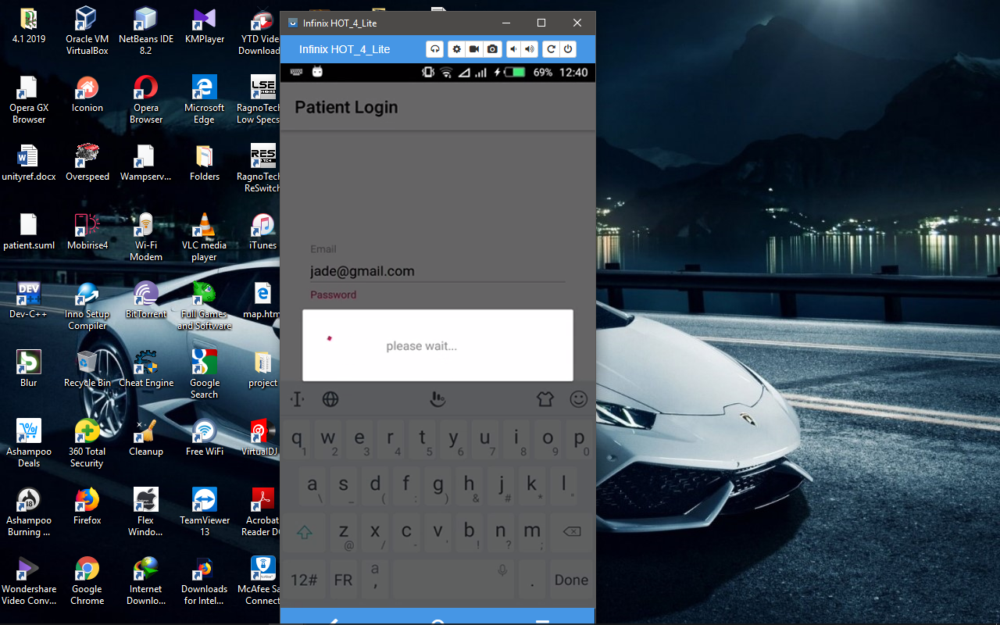 4.1 2019
Oracle VM
VirtualBox
NetBeans IDE
8.2
KMPlayer
YTD Vide
Download
Opera GX
Browser
Iconion
Opera
Browser
Microsoft
Edge
LSE
RagnoTech
Low Specs
unityref.docx
Overspeed
Wampserv...
Folders
RES
RagnoTech
ReSwitch
patient.suml
Mobirise4
Wi-Fi
Modem
VLC media
player
iTunes
DEV
Dev-C++
Inno Setup
Compiler
BitTorrent
Full Games
and Software
map.htm
Blur
Recycle Bin
Cheat Engine
Google
Search
project
Ashampoo
Deals
360 Total
Security
Cleanup
Free WiFi
VirtualDJ
18
Ashampoo
Burning ...
Firefox
Flex
Windo...
TeamViewer
13
Acrobat
Reader DC
Wondershare
Video Conv...
Google
Chrome
Internet
Downlo...
Downloads
for Intel...
McAfee Sa
Connect
Infinix HOT_4_Lite
Infinix HOT_4_Lite
69% 12:40
Patient Login
Email
jade@gmail.com
Password
please wait...
q w e r t y u i o p
1 2 3 4 5 6 7 8 9 0
a s d f g h j k l
\ _ ( : ) & # * "
z x c v b n m
@ / - ' ! ? ;
12# FR a , . Done